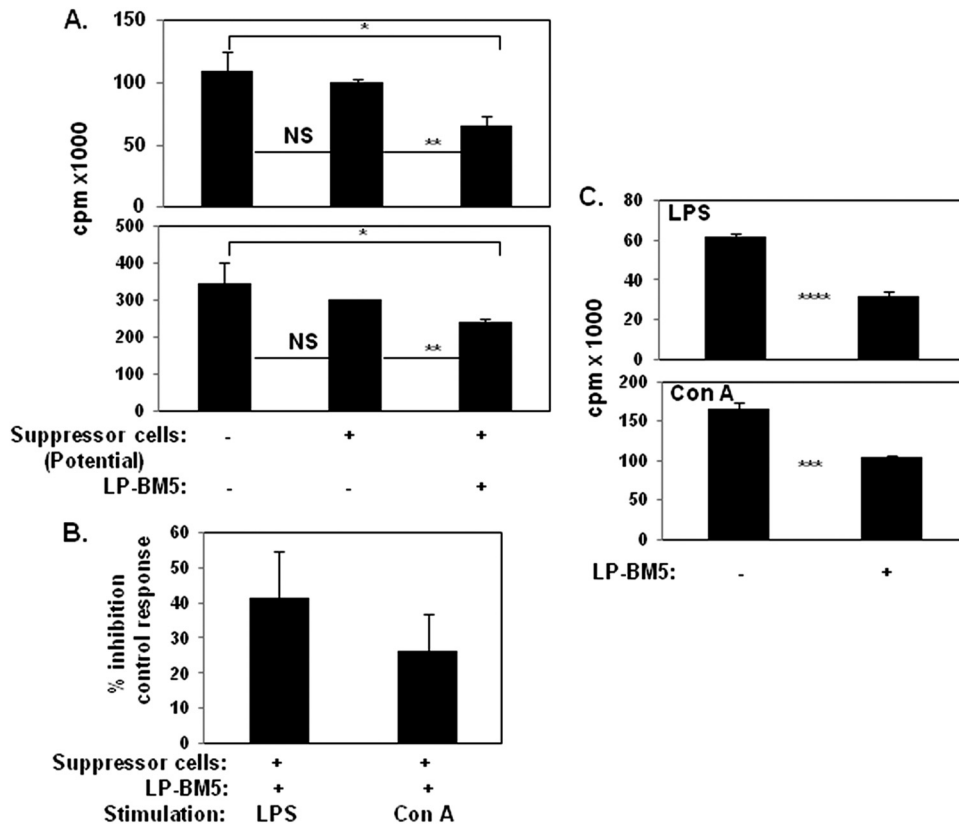 A.
150
100
50
0
*
NS
**
cpm x1000
500
400
300
200
100
0
*
NS
**
Suppressor cells: - + +
(Potential)
LP-BM5: - - +
B.
60
50
40
30
20
10
0
% inhibition
control response
Suppressor cells: + +
LP-BM5: + +
Stimulation: LPS Con A
C.
80
60
40
20
0
LPS
****
cpm x 1000
200
150
100
50
0
Con A
***
LP-BM5: - +